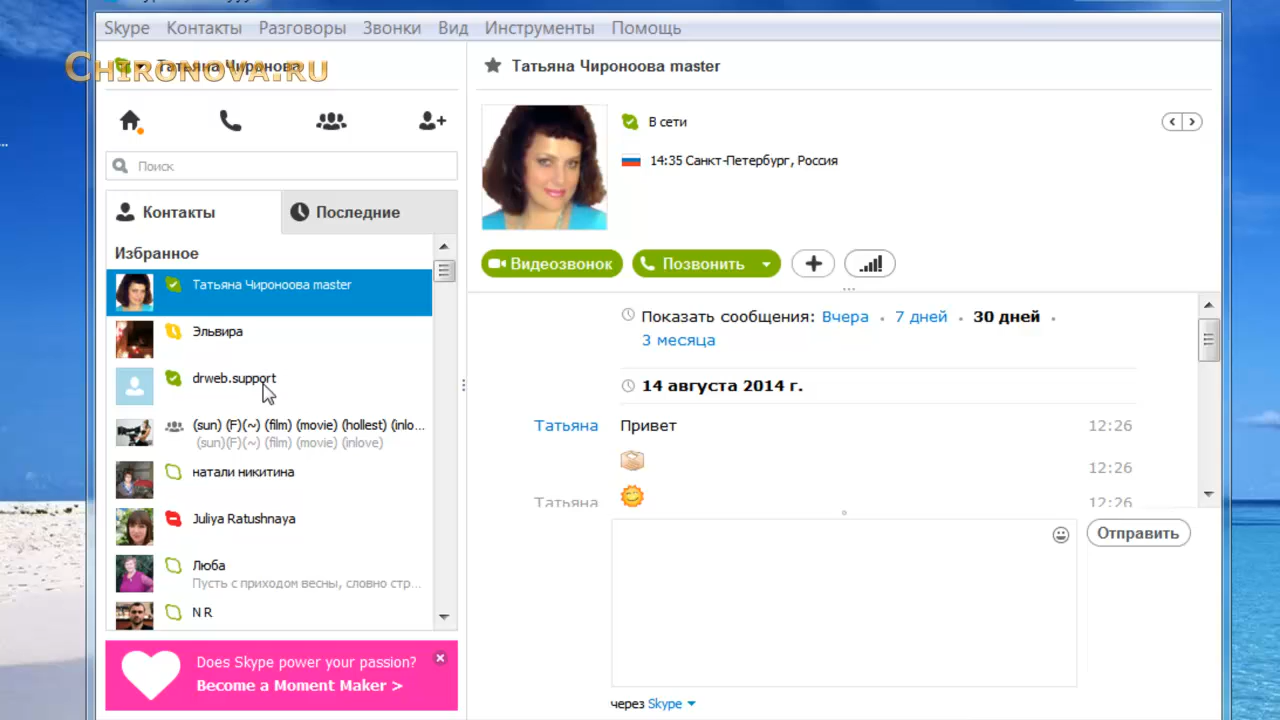 Skype Контакты Разговоры Звонки Вид Инструменты Помощь
CHIRONOVA.RU
Татьяна Чиронова
Поиск
Контакты
Последние
Избранное
Татьяна Чироноова master
Эльвира
drweb.support
(sun) (F)(~) (film) (movie) (hollest) (inlo...
(sun)(F)(~) (film) (movie) (inlove)
натали никитина
Juliya Ratushnaya
Люба
Пусть с приходом весны, словно стр...
N R
Does Skype power your passion?
Become a Moment Maker >
Татьяна Чироноова master
В сети
14:35 Санкт-Петербург, Россия
Видеозвонок
Позвонить
Показать сообщения: Вчера • 7 дней • 30 дней •
3 месяца
14 августа 2014 г.
Татьяна Привет 12:26
12:26
Татьяна 12:26
Отправить
через Skype